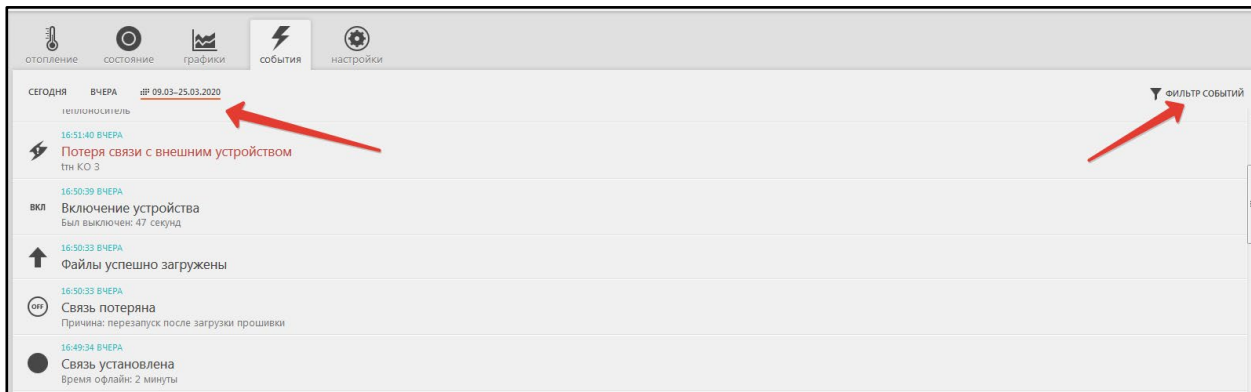 отопление состояние графики события настройки
СЕГОДНЯ ВЧЕРА 09.03–25.03.2020 ФИЛЬТР СОБЫТИЙ
теплоноситель
16:51:40 ВЧЕРА
Потеря связи с внешним устройством
tтн КО 3
16:50:39 ВЧЕРА
ВКЛ Включение устройства
Был выключен: 47 секунд
16:50:33 ВЧЕРА
Файлы успешно загружены
16:50:33 ВЧЕРА
OFF Связь потеряна
Причина: перезапуск после загрузки прошивки
16:49:34 ВЧЕРА
Связь установлена
Время офлайн: 2 минуты